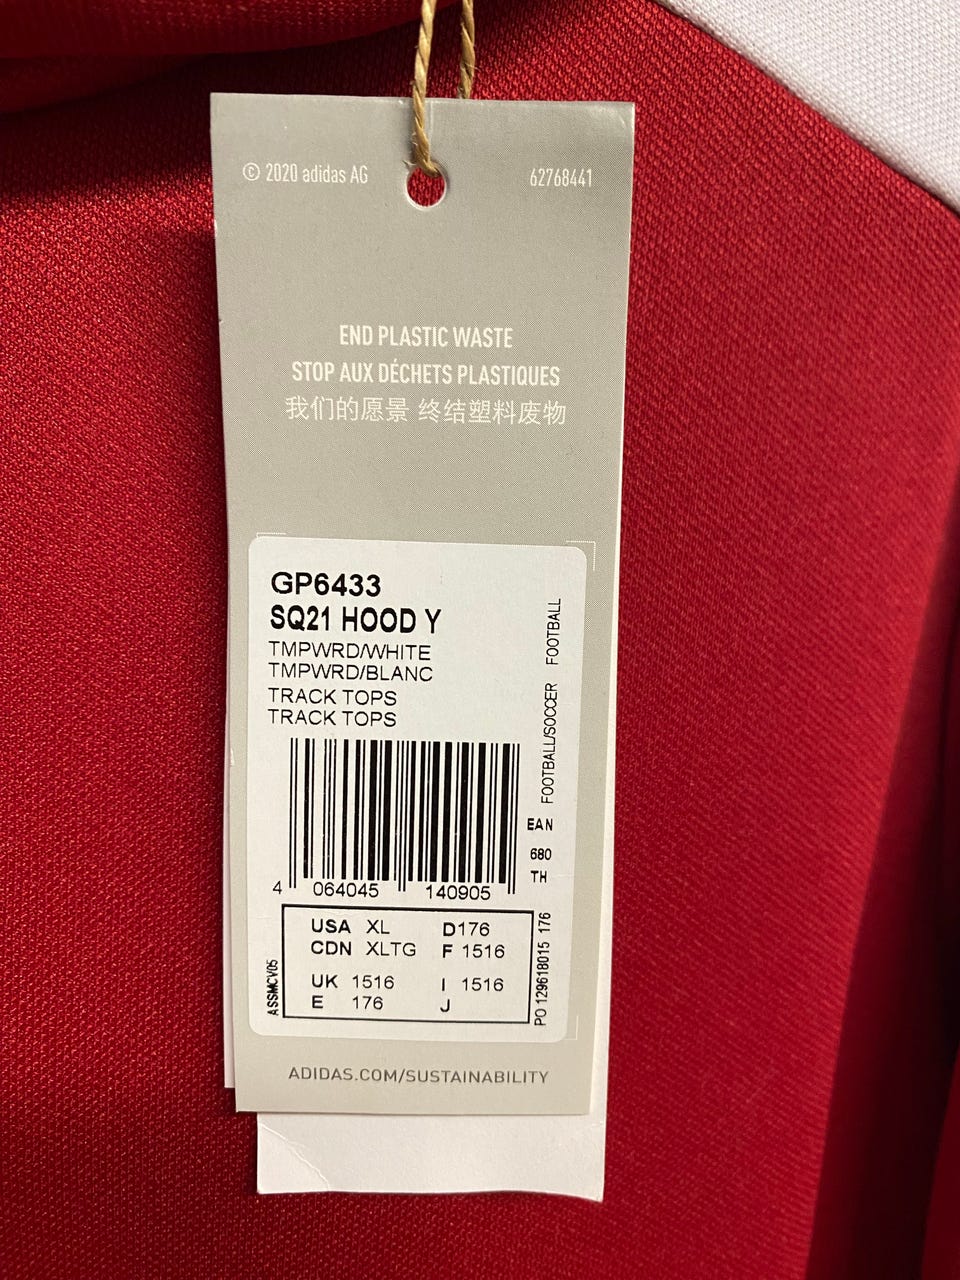 © 2020 adidas AG
62768441
END PLASTIC WASTE
STOP AUX DÉCHETS PLASTIQUES
我们的愿景 终结塑料废物
GP6433
SQ21 HOOD Y
TMPWRD/WHITE
TMPWRD/BLANC
TRACK TOPS
TRACK TOPS
FOOTBALL/SOCCER FOOTBALL
EAN
680
TH
4 064045 140905
USA XL D176
CDN XLTG F 1516
UK 1516 I 1516
E 176 J
ASSMCV05
PO 129618015 176
ADIDAS.COM/SUSTAINABILITY